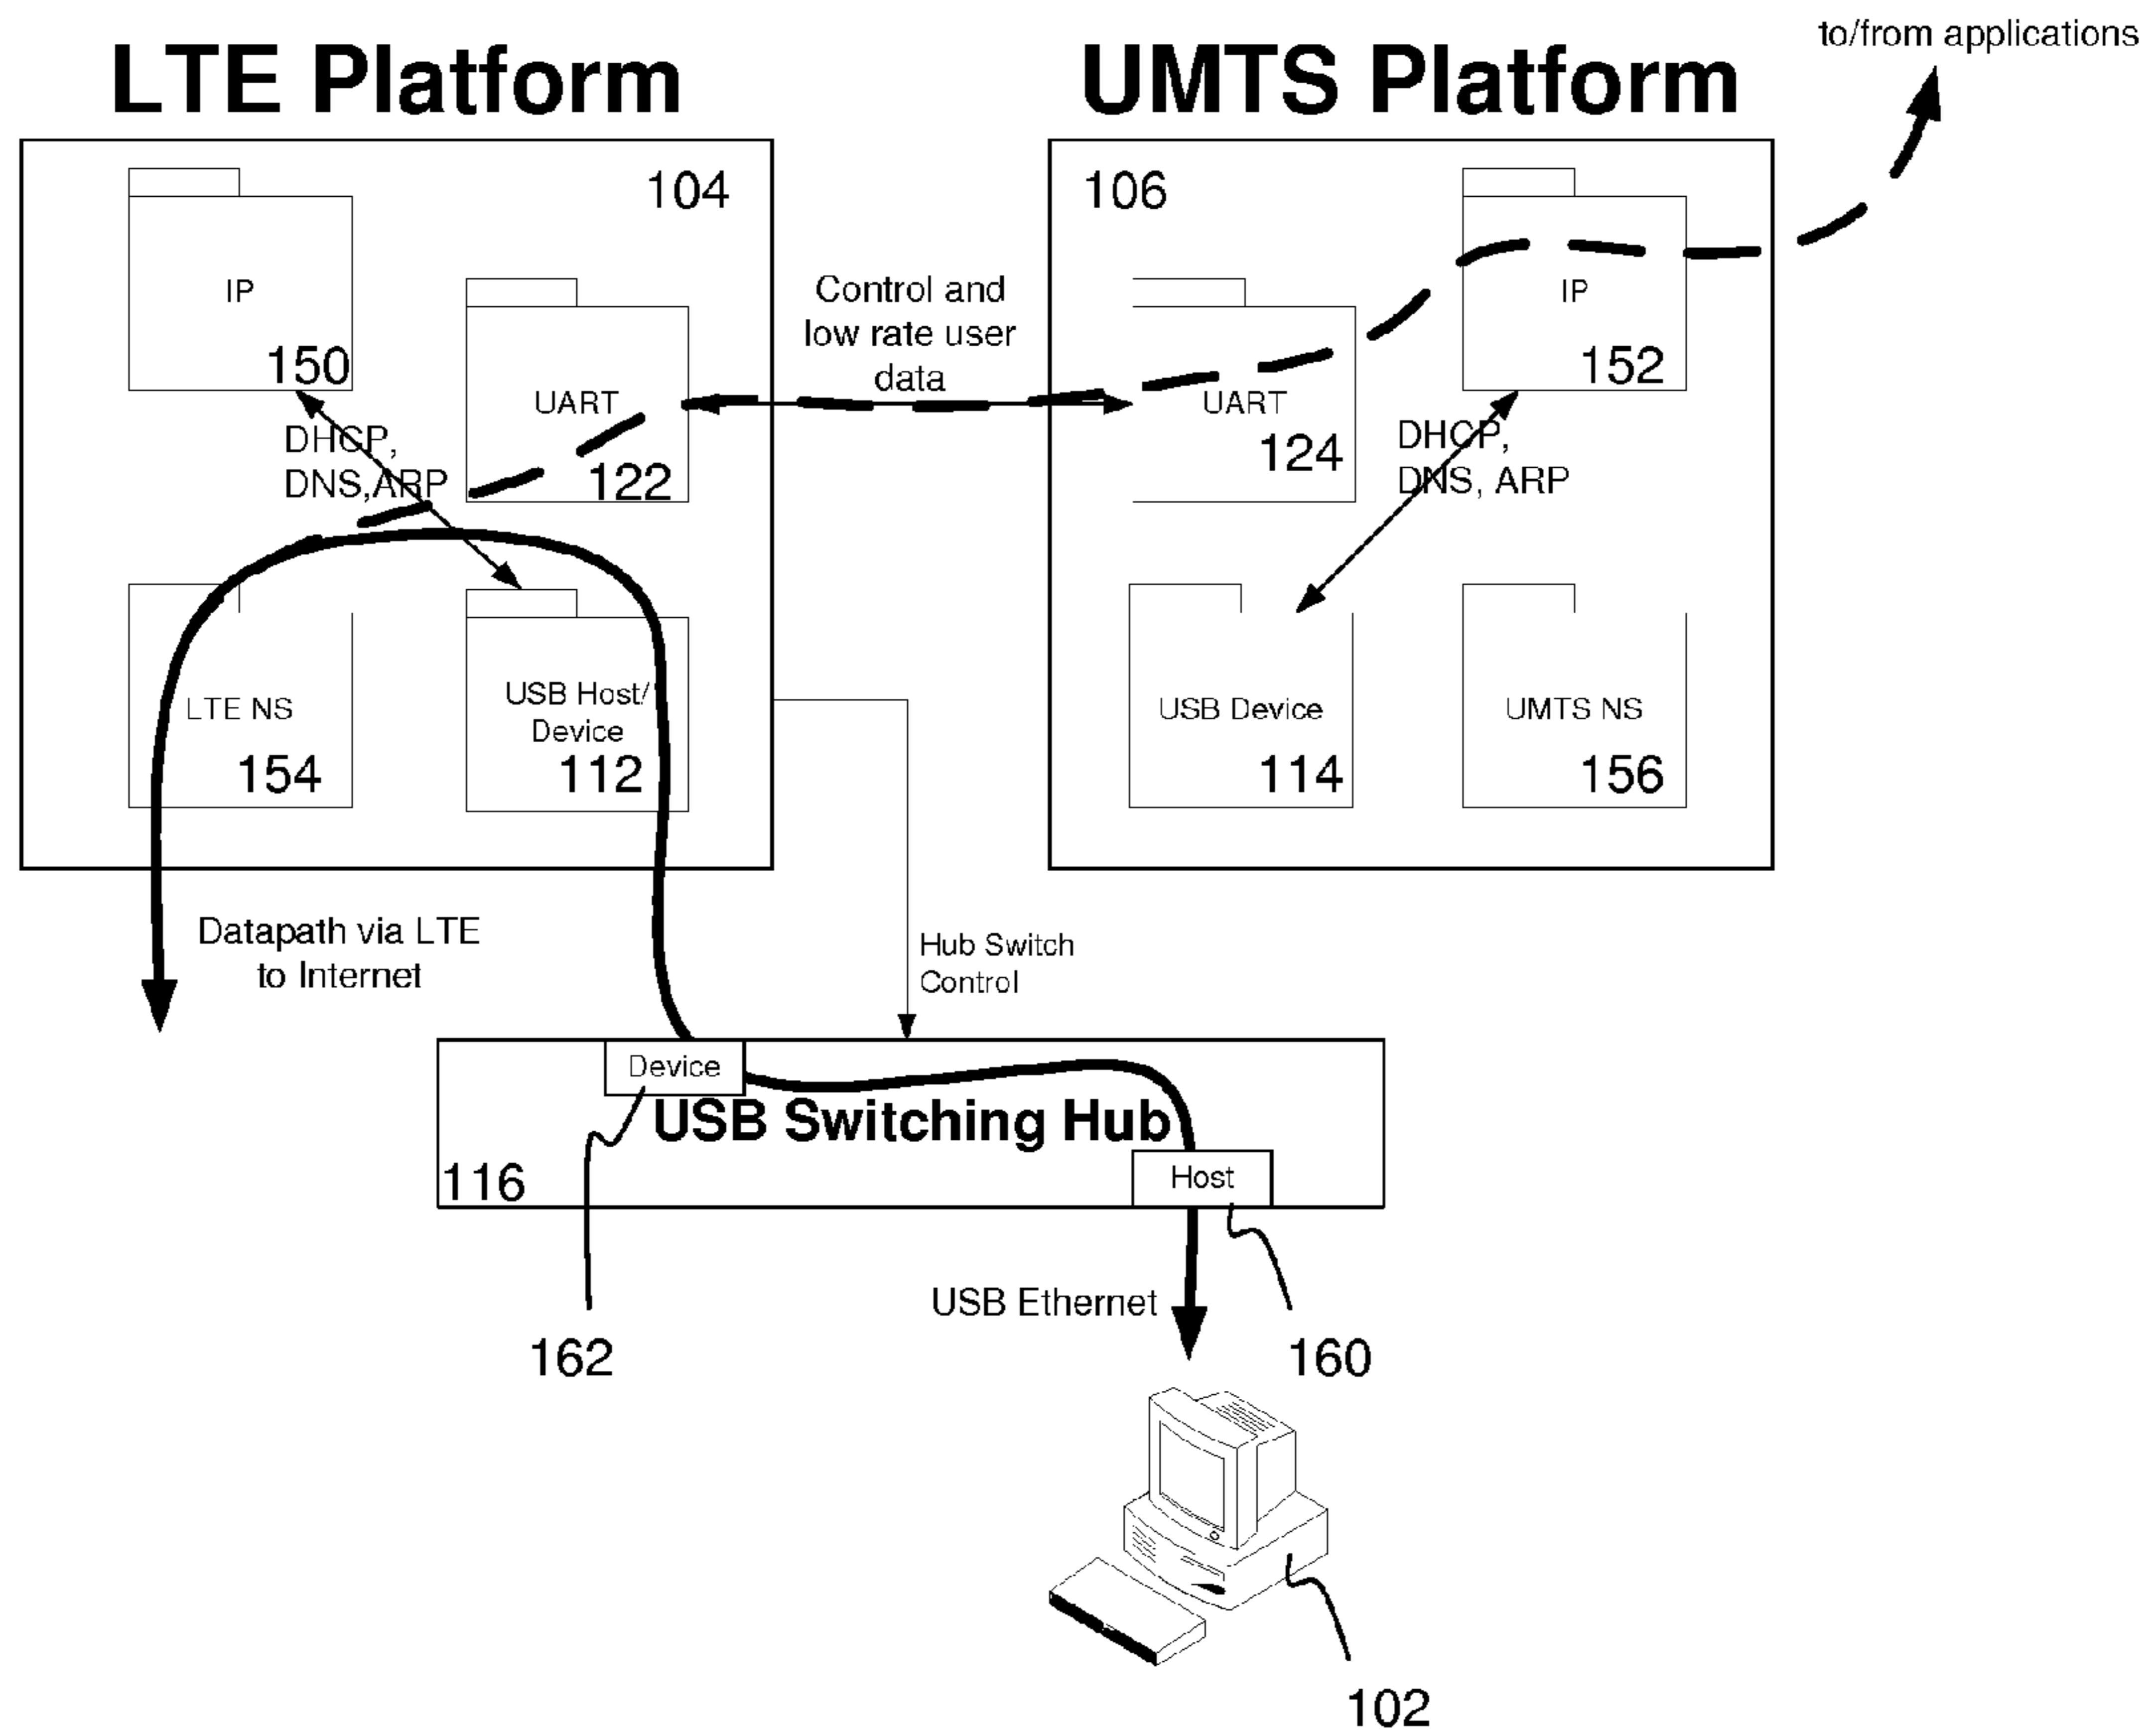 to/from applications
LTE Platform
UMTS Platform
104
106
IP
150
UART
122
Control and
low rate user
data
UART
124
IP
152
DHCP,
DNS,ARP
DHCP,
DNS, ARP
LTE NS
154
USB Host/
Device
112
USB Device
114
UMTS NS
156
Datapath via LTE
to Internet
Hub Switch
Control
Device
USB Switching Hub
116
Host
USB Ethernet
162
160
102